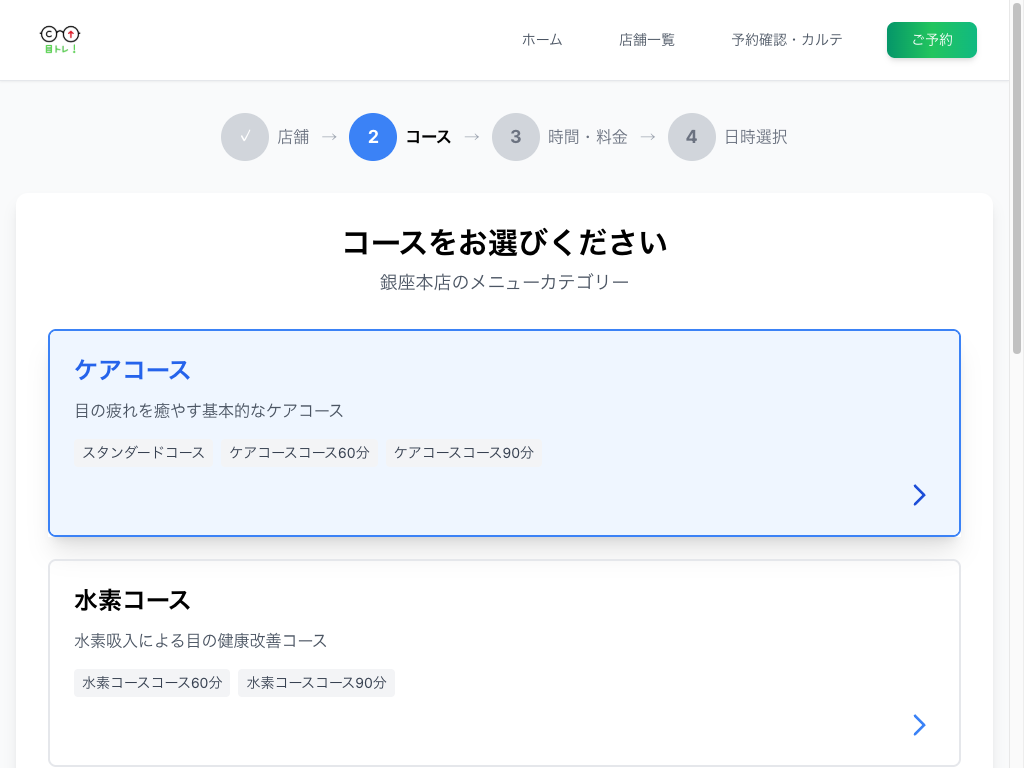 目トレ！
ホーム 店舗一覧 予約確認・カルテ ご予約
✓ 店舗 → 2 コース → 3 時間・料金 → 4 日時選択
コースをお選びください
銀座本店のメニューカテゴリー
ケアコース
目の疲れを癒やす基本的なケアコース
スタンダードコース ケアコースコース60分 ケアコースコース90分
水素コース
水素吸入による目の健康改善コース
水素コースコース60分 水素コースコース90分